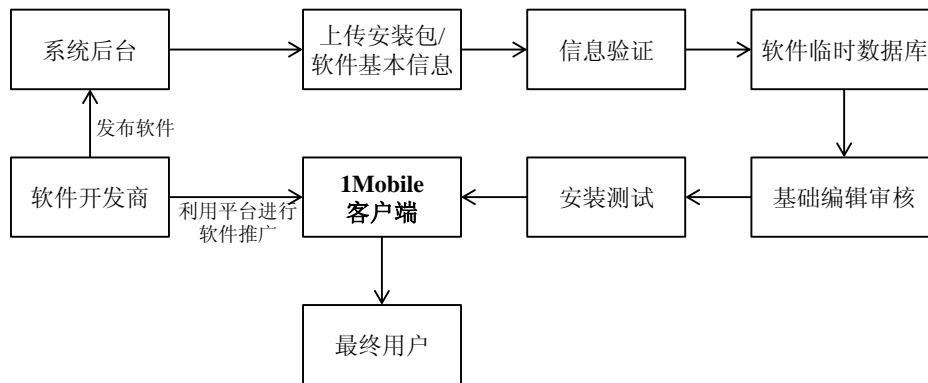 系统后台
上传安装包/
软件基本信息
信息验证
软件临时数据库
发布软件
软件开发商
利用平台进行
软件推广
1Mobile
客户端
安装测试
基础编辑审核
最终用户